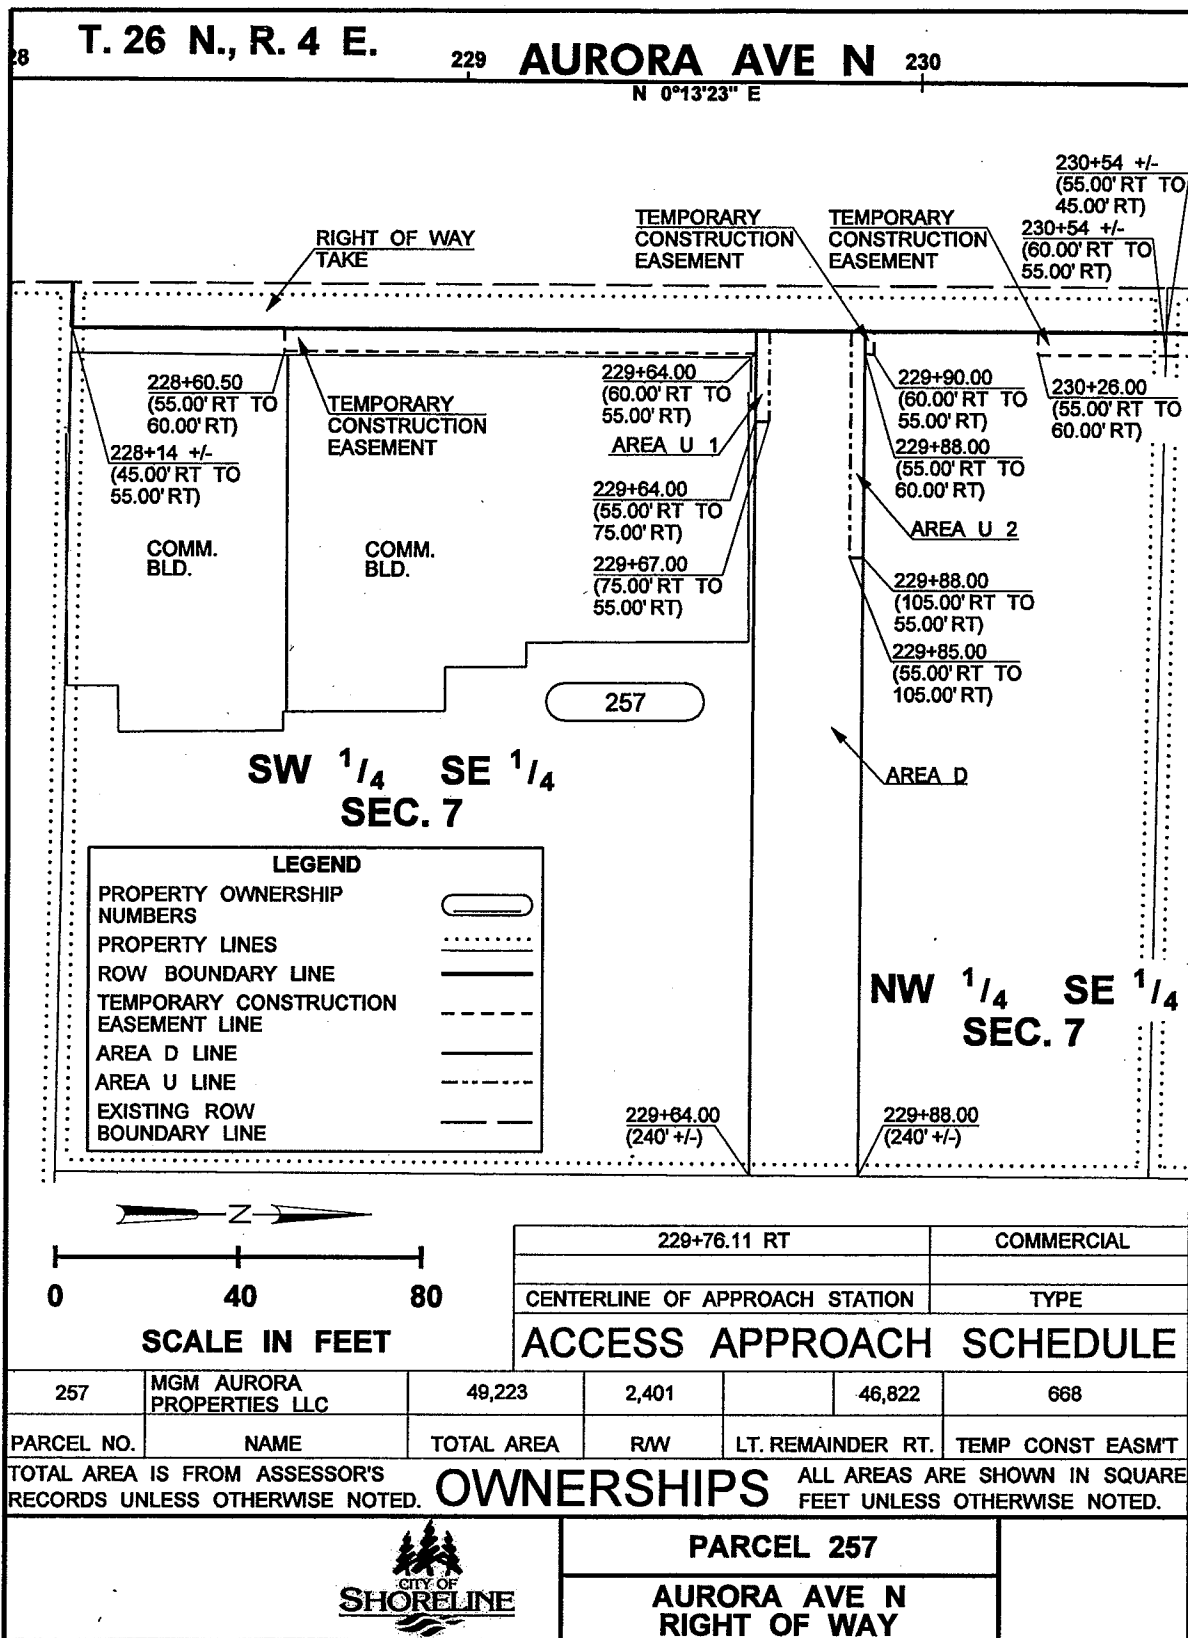 28
T. 26 N., R. 4 E.
229
AURORA AVE N
230
N 0°13'23" E
230+54 +/-
(55.00' RT TO
45.00' RT)
230+54 +/-
(60.00' RT TO
55.00' RT)
TEMPORARY
CONSTRUCTION
EASEMENT
TEMPORARY
CONSTRUCTION
EASEMENT
RIGHT OF WAY
TAKE
228+60.50
(55.00' RT TO
60.00' RT)
228+14 +/-
(45.00' RT TO
55.00' RT)
TEMPORARY
CONSTRUCTION
EASEMENT
229+64.00
(60.00' RT TO
55.00' RT)
AREA U 1
229+64.00
(55.00' RT TO
75.00' RT)
229+67.00
(75.00' RT TO
55.00' RT)
229+90.00
(60.00' RT TO
55.00' RT)
229+88.00
(55.00' RT TO
60.00' RT)
AREA U 2
230+26.00
(55.00' RT TO
60.00' RT)
229+88.00
(105.00' RT TO
55.00' RT)
229+85.00
(55.00' RT TO
105.00' RT)
COMM.
BLD.
COMM.
BLD.
257
AREA D
SW 1/4 SE 1/4
SEC. 7
LEGEND
PROPERTY OWNERSHIP
NUMBERS
PROPERTY LINES
ROW BOUNDARY LINE
TEMPORARY CONSTRUCTION
EASEMENT LINE
AREA D LINE
AREA U LINE
EXISTING ROW
BOUNDARY LINE
NW 1/4 SE 1/4
SEC. 7
229+64.00
(240' +/-)
229+88.00
(240' +/-)
N
0 40 80
SCALE IN FEET
229+76.11 RT COMMERCIAL
CENTERLINE OF APPROACH STATION TYPE
ACCESS APPROACH SCHEDULE
257 MGM AURORA PROPERTIES LLC 49,223 2,401 46,822 668
PARCEL NO. NAME TOTAL AREA R/W LT. REMAINDER RT. TEMP CONST EASM'T
TOTAL AREA IS FROM ASSESSOR'S
RECORDS UNLESS OTHERWISE NOTED.
OWNERSHIPS
ALL AREAS ARE SHOWN IN SQUARE
FEET UNLESS OTHERWISE NOTED.
CITY OF
SHORELINE
PARCEL 257
AURORA AVE N
RIGHT OF WAY